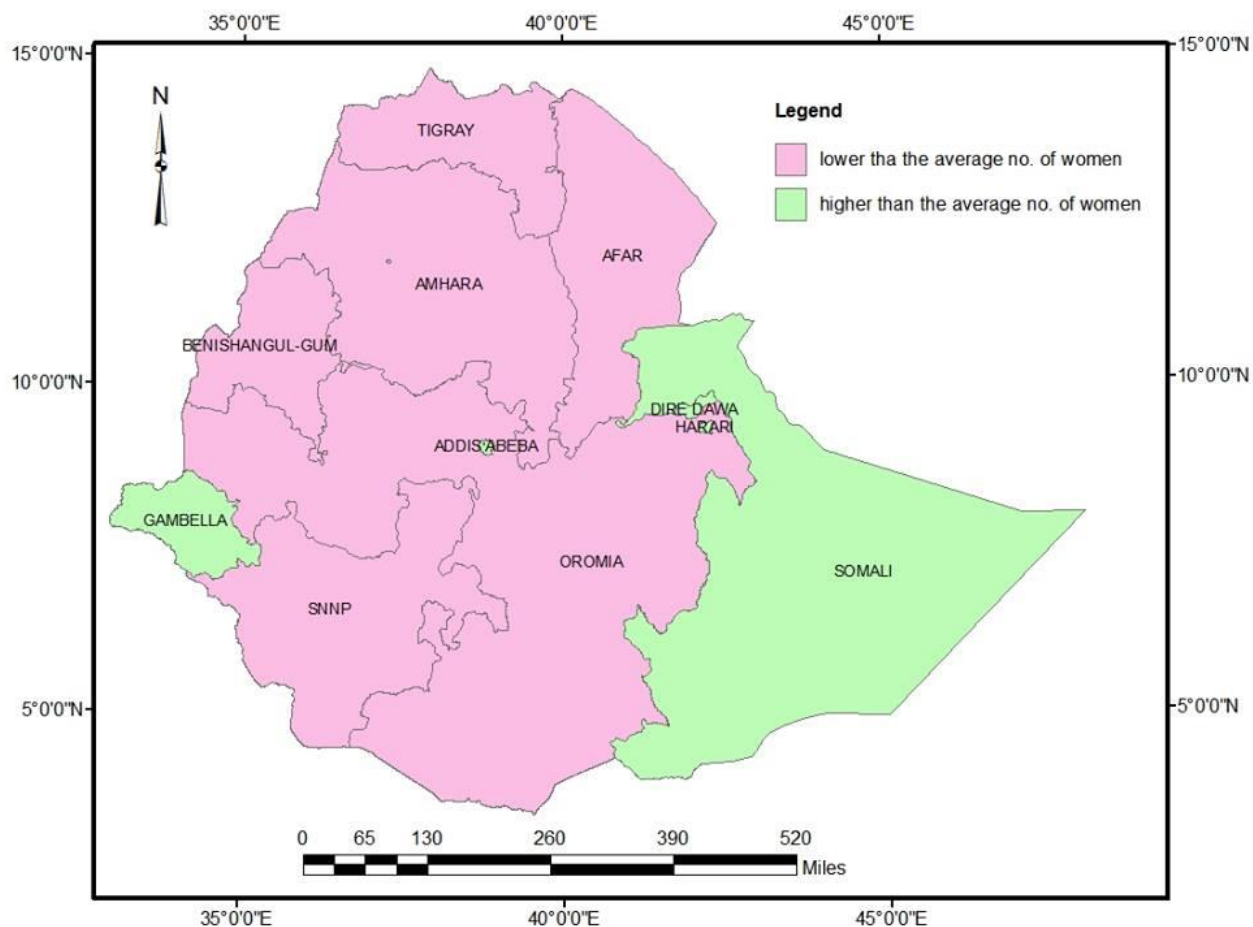 35°0'0"E 40°0'0"E 45°0'0"E
15°0'0"N 15°0'0"N
N
Legend
lower tha the average no. of women
higher than the average no. of women
TIGRAY
AFAR
AMHARA
BENISHANGUL-GUM
10°0'0"N 10°0'0"N
DIRE DAWA
HARARI
ADDIS ABEBA
GAMBELLA
OROMIA
SOMALI
SNNP
5°0'0"N 5°0'0"N
0 65 130 260 390 520
Miles
35°0'0"E 40°0'0"E 45°0'0"E